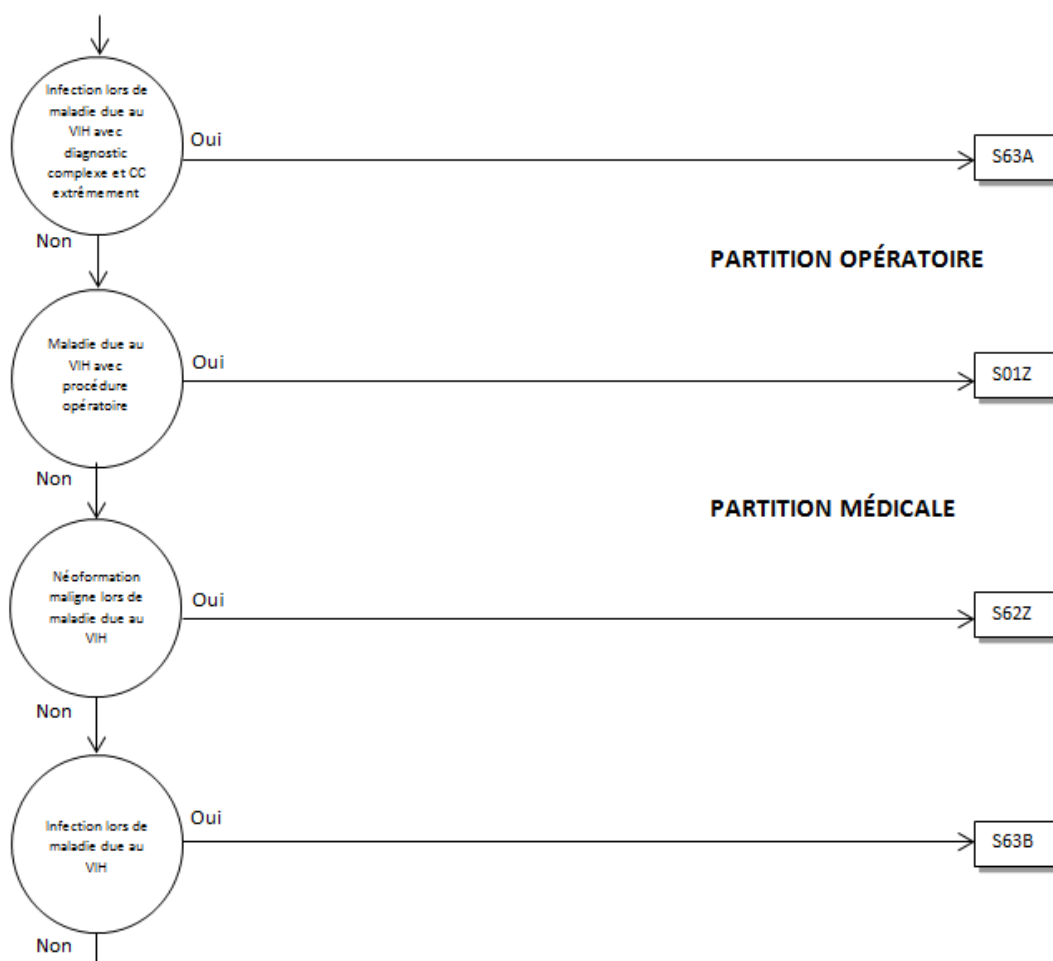 Infection lors de
maladie due au
VIH avec
diagnostic
complexe et CC
extrêmement
Oui
S63A
Non
PARTITION OPÉRATOIRE
Maladie due au
VIH avec
procédure
opératoire
Oui
S01Z
Non
PARTITION MÉDICALE
Néoformation
maligne lors de
maladie due au
VIH
Oui
S62Z
Non
Infection lors de
maladie due au
VIH
Oui
S63B
Non